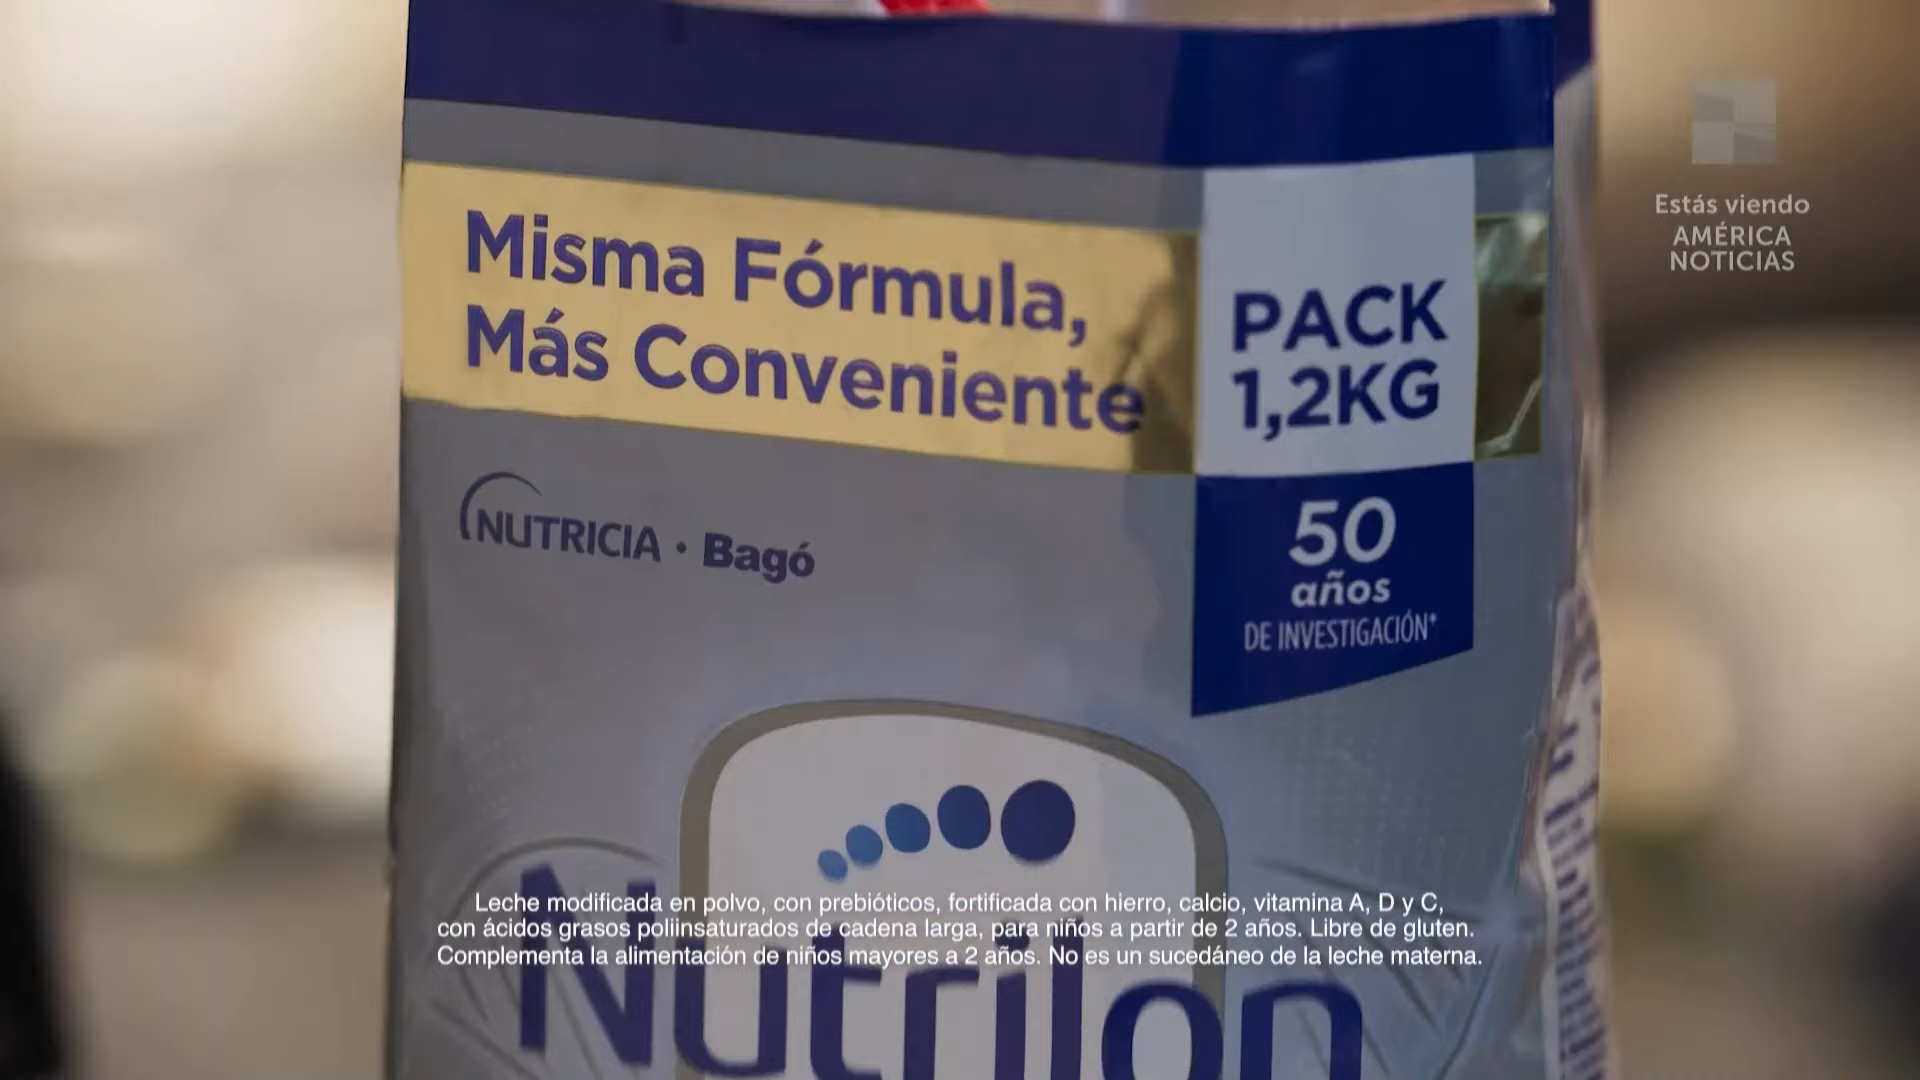 Misma Fórmula,
Más Conveniente
PACK
1,2KG
NUTRICIA • Bagó
50
años
DE INVESTIGACIÓN*
Estás viendo
AMÉRICA
NOTICIAS
Nutrilon
Leche modificada en polvo, con prebióticos, fortificada con hierro, calcio, vitamina A, D y C,
con ácidos grasos poliinsaturados de cadena larga, para niños a partir de 2 años. Libre de gluten.
Complementa la alimentación de niños mayores a 2 años. No es un sucedáneo de la leche materna.